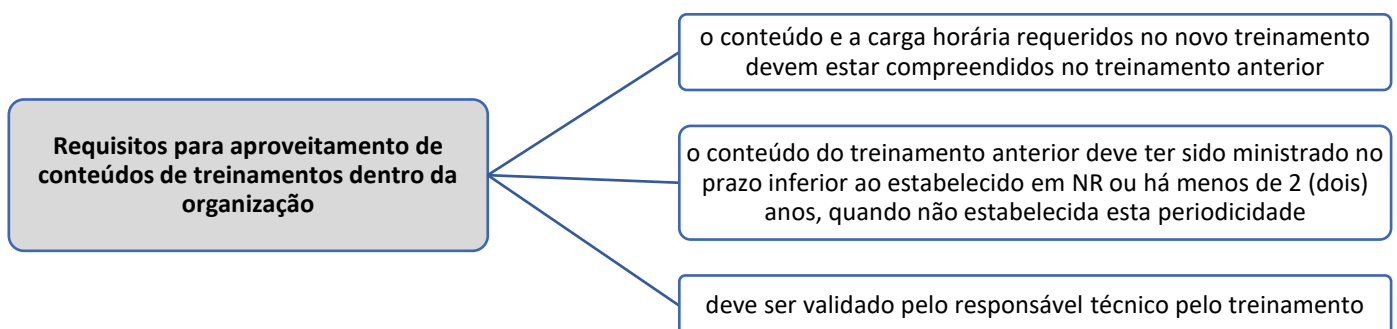 Requisitos para aproveitamento de
conteúdos de treinamentos dentro da
organização
o conteúdo e a carga horária requeridos no novo treinamento
devem estar compreendidos no treinamento anterior
o conteúdo do treinamento anterior deve ter sido ministrado no
prazo inferior ao estabelecido em NR ou há menos de 2 (dois)
anos, quando não estabelecida esta periodicidade
deve ser validado pelo responsável técnico pelo treinamento